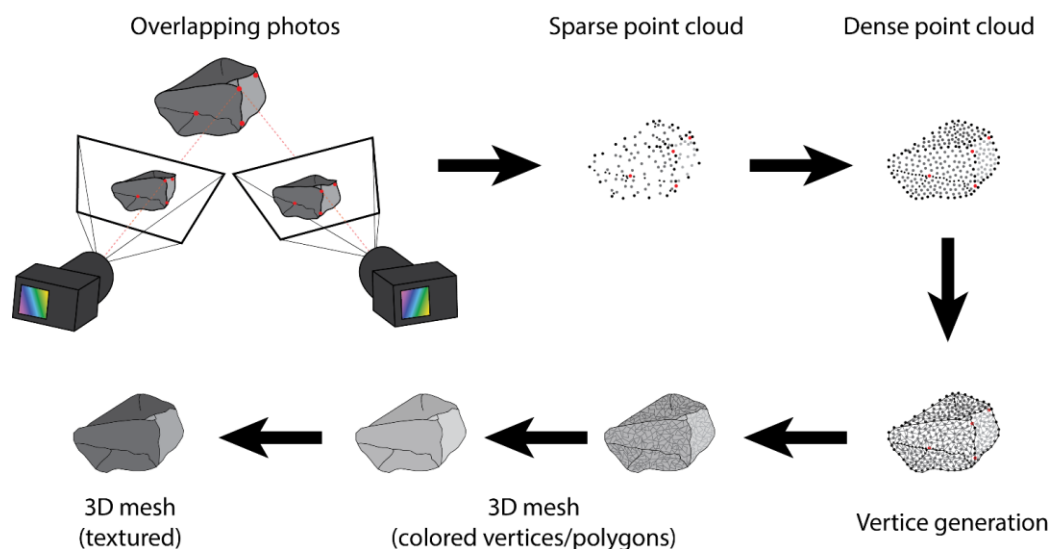 Overlapping photos
Sparse point cloud
Dense point cloud
3D mesh
(textured)
3D mesh
(colored vertices/polygons)
Vertice generation